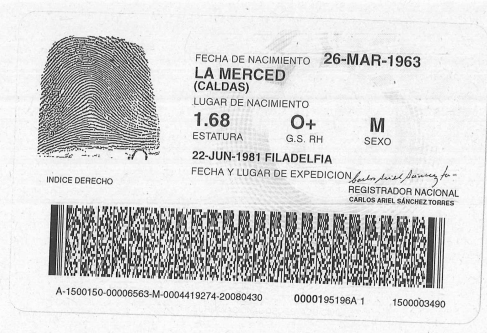 FECHA DE NACIMIENTO 26-MAR-1963
LA MERCED
(CALDAS)
LUGAR DE NACIMIENTO
1.68 O+ M
ESTATURA G.S. RH SEXO
22-JUN-1981 FILADELFIA
FECHA Y LUGAR DE EXPEDICION
INDICE DERECHO
REGISTRADOR NACIONAL
CARLOS ARIEL SÁNCHEZ TORRES
A-1500150-00006563-M-0004419274-20080430 0000195196A 1 1500003490